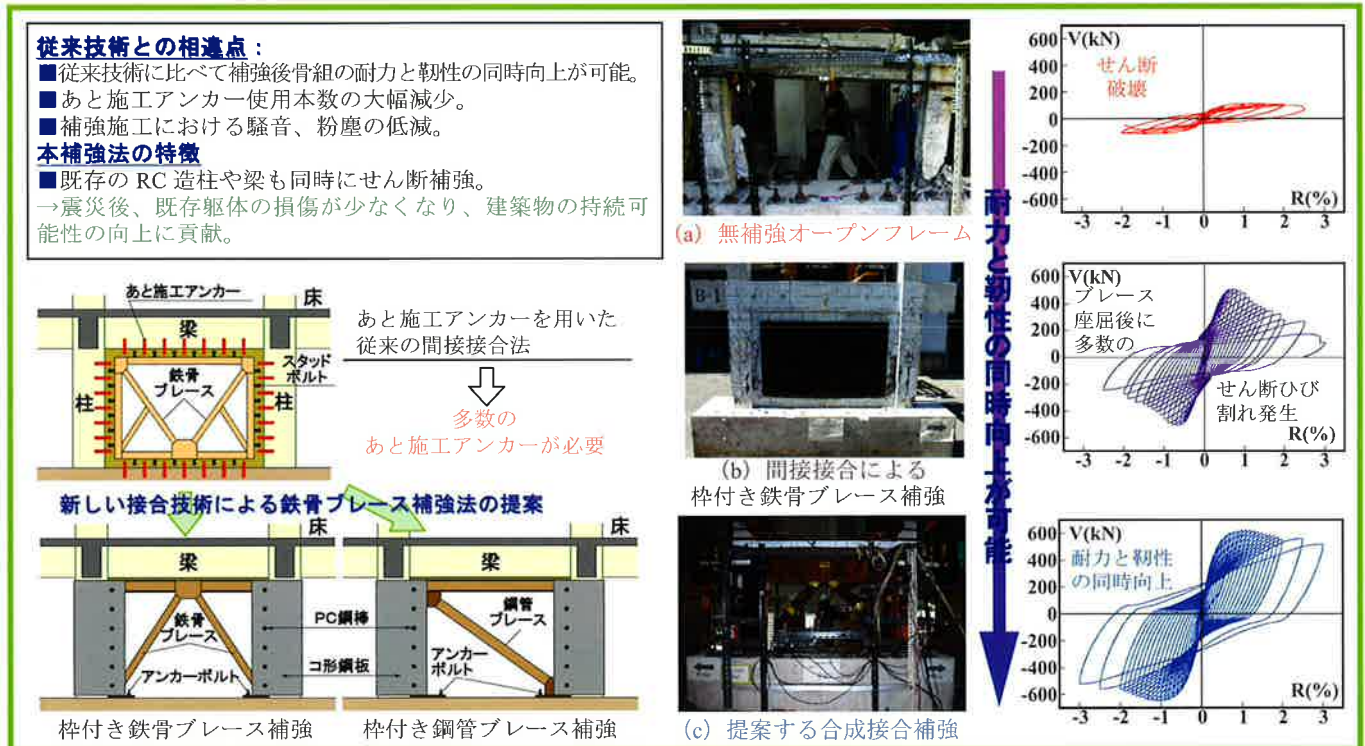 従来技術との相違点：
■従来技術に比べて補強後骨組の耐力と靱性の同時向上が可能。
■あと施工アンカー使用本数の大幅減少。
■補強施工における騒音、粉塵の低減。
本補強法の特徴
■既存の RC 造柱や梁も同時にせん断補強。
→震災後、既存躯体の損傷が少なくなり、建築物の持続可
能性の向上に貢献。
あと施工アンカー
床
梁
スタッド
ボルト
鉄骨
ブレース
柱
柱
あと施工アンカーを用いた
従来の間接接合法
多数の
あと施工アンカーが必要
新しい接合技術による鉄骨ブレース補強法の提案
床
梁
鉄骨
ブレース
アンカーボルト
PC鋼棒
コ形鋼板
床
梁
鋼管
ブレース
アンカー
ボルト
枠付き鉄骨ブレース補強
枠付き鋼管ブレース補強
(a) 無補強オープンフレーム
B-1
(b) 間接接合による
枠付き鉄骨ブレース補強
(c) 提案する合成接合補強
耐力と靱性の同時向上が可能
V(kN)
600
400
200
0
-200
-400
-600
せん断
破壊
R(%)
-3 -2 -1 0 1 2 3
V(kN)
600
400
200
0
-200
-400
-600
ブレース
座屈後に
多数の
せん断ひび
割れ発生
R(%)
-3 -2 -1 0 1 2 3
V(kN)
600
400
200
0
-200
-400
-600
耐力と靱性
の同時向上
R(%)
-3 -2 -1 0 1 2 3